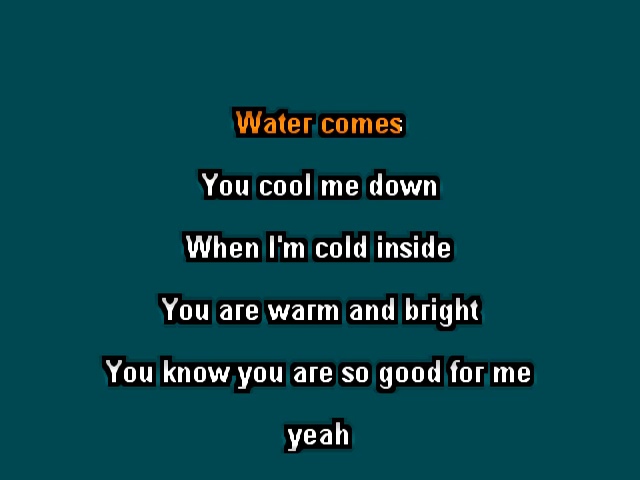 Water comes
You cool me down
When I'm cold inside
You are warm and bright
You know you are so good for me
yeah